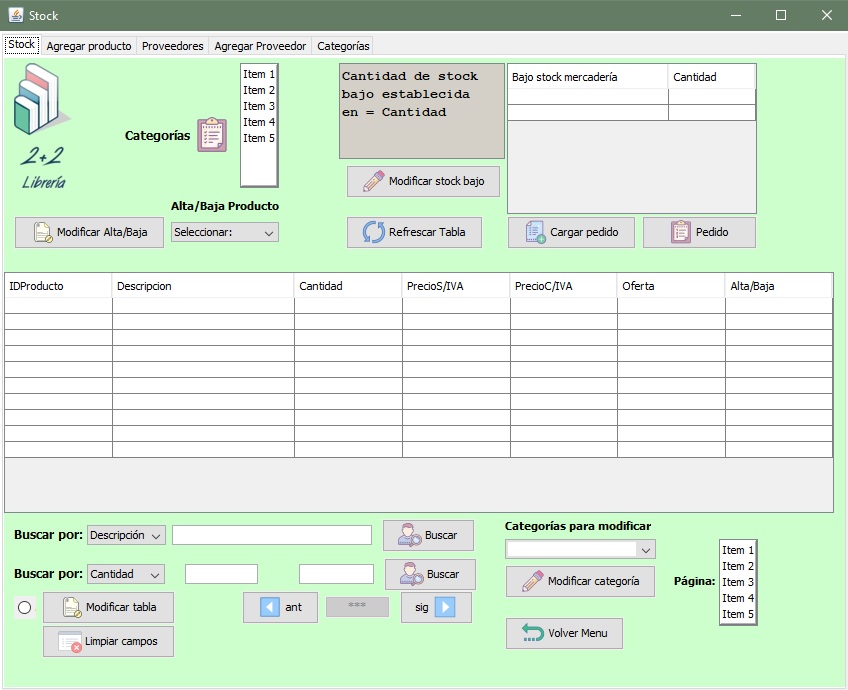 Stock
Stock Agregar producto Proveedores Agregar Proveedor Categorías
2+2
Librería
Categorías
Item 1
Item 2
Item 3
Item 4
Item 5
Alta/Baja Producto
Modificar Alta/Baja
Seleccionar:
Cantidad de stock
bajo establecida
en = Cantidad
Modificar stock bajo
Refrescar Tabla
Bajo stock mercadería Cantidad
Cargar pedido
Pedido
IDProducto Descripcion Cantidad PrecioS/IVA PrecioC/IVA Oferta Alta/Baja
Buscar por: Descripción Buscar
Buscar por: Cantidad Buscar
Modificar tabla
ant *** sig
Limpiar campos
Categorías para modificar
Modificar categoría
Volver Menu
Página:
Item 1
Item 2
Item 3
Item 4
Item 5